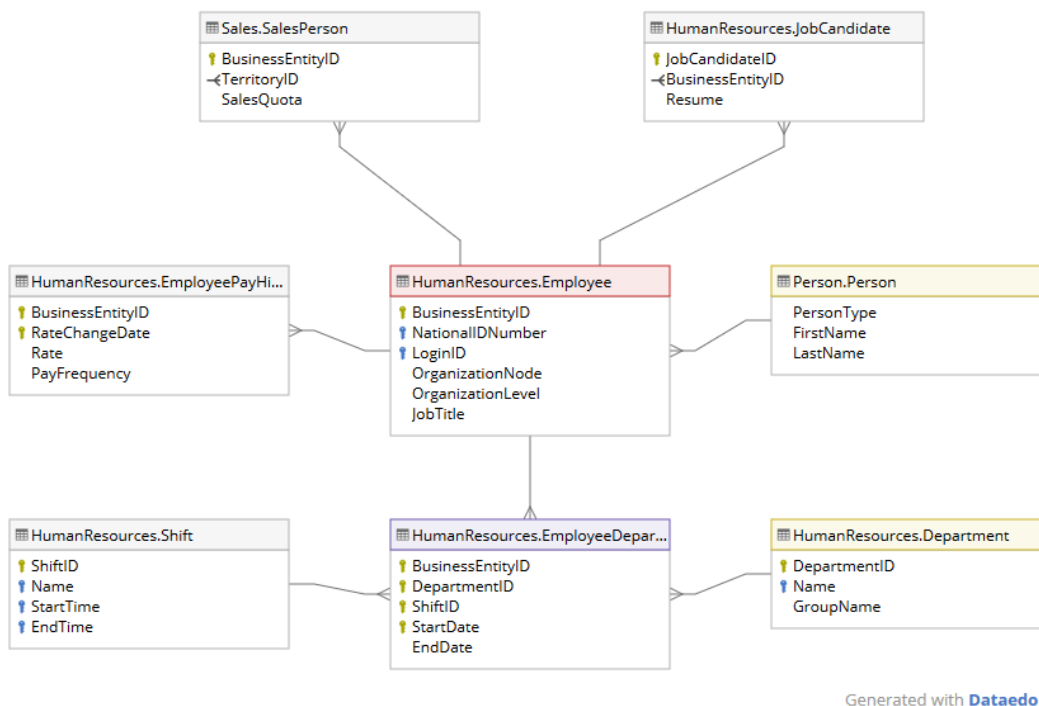 Sales.SalesPerson
BusinessEntityID
TerritoryID
SalesQuota
HumanResources.JobCandidate
JobCandidateID
BusinessEntityID
Resume
HumanResources.EmployeePayHi...
BusinessEntityID
RateChangeDate
Rate
PayFrequency
HumanResources.Employee
BusinessEntityID
NationalIDNumber
LoginID
OrganizationNode
OrganizationLevel
JobTitle
Person.Person
PersonType
FirstName
LastName
HumanResources.Shift
ShiftID
Name
StartTime
EndTime
HumanResources.EmployeeDepar...
BusinessEntityID
DepartmentID
ShiftID
StartDate
EndDate
HumanResources.Department
DepartmentID
Name
GroupName
Generated with Dataedo